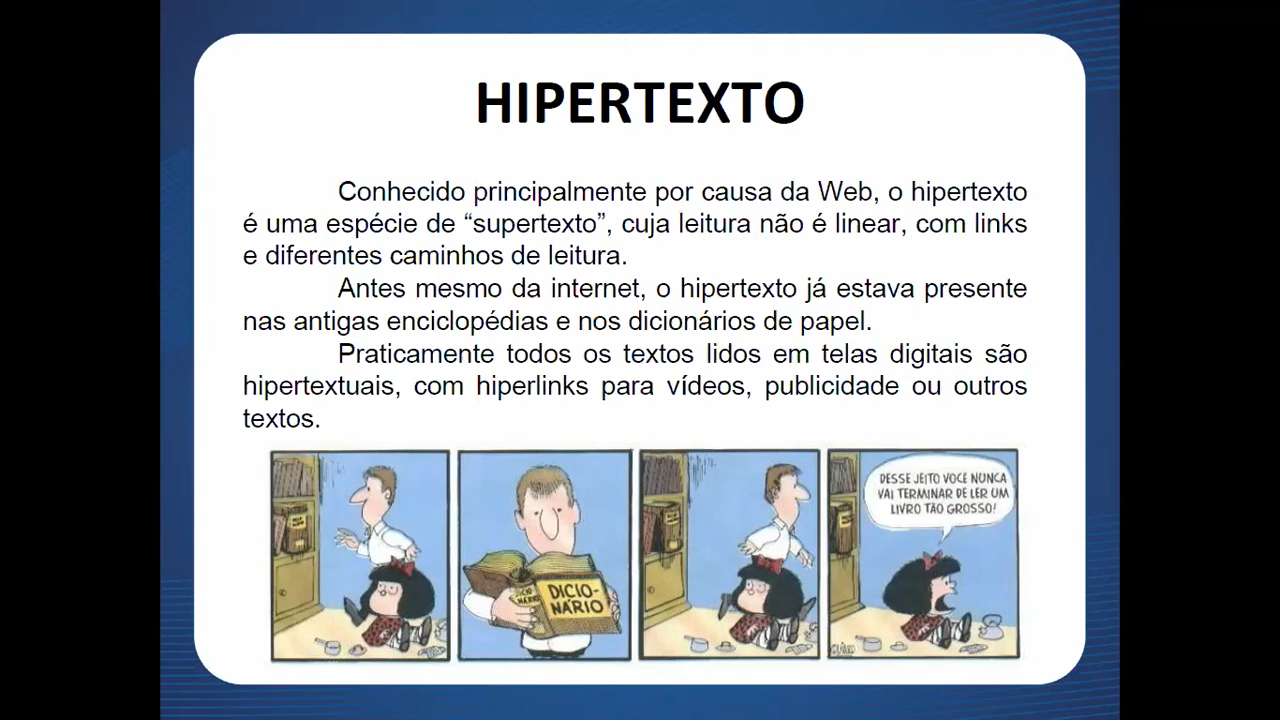 HIPERTEXTO
Conhecido principalmente por causa da Web, o hipertexto
é uma espécie de “supertexto”, cuja leitura não é linear, com links
e diferentes caminhos de leitura.
Antes mesmo da internet, o hipertexto já estava presente
nas antigas enciclopédias e nos dicionários de papel.
Praticamente todos os textos lidos em telas digitais são
hipertextuais, com hiperlinks para vídeos, publicidade ou outros
textos.
DICIO-
NÁRIO
DESSE JEITO VOCÊ NUNCA
VAI TERMINAR DE LER UM
LIVRO TÃO GROSSO!